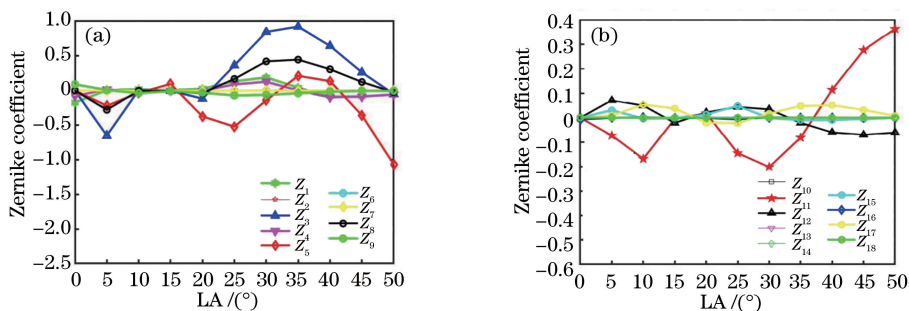 (a)
Zernike coefficient
1.0
0.5
0
-0.5
-1.0
-1.5
-2.0
-2.5
0 5 10 15 20 25 30 35 40 45 50
LA /(°)
Z1
Z2
Z3
Z4
Z5
Z6
Z7
Z8
Z9
(b)
Zernike coefficient
0.4
0.3
0.2
0.1
0
-0.1
-0.2
-0.3
-0.4
-0.5
-0.6
0 5 10 15 20 25 30 35 40 45 50
LA /(°)
Z10
Z11
Z12
Z13
Z14
Z15
Z16
Z17
Z18